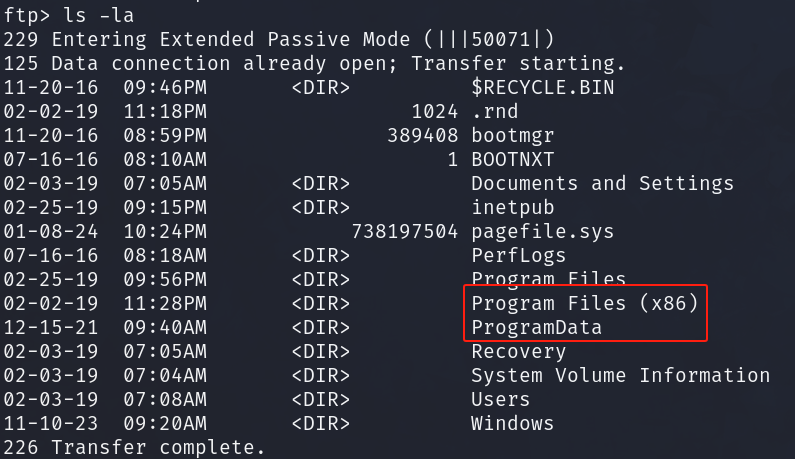 ftp> ls -la
229 Entering Extended Passive Mode (|||50071|)
125 Data connection already open; Transfer starting.
11-20-16  09:46PM       <DIR>          $RECYCLE.BIN
02-02-19  11:18PM                 1024 .rnd
11-20-16  08:59PM               389408 bootmgr
07-16-16  08:10AM                    1 BOOTNXT
02-03-19  07:05AM       <DIR>          Documents and Settings
02-25-19  09:15PM       <DIR>          inetpub
01-08-24  10:24PM            738197504 pagefile.sys
07-16-16  08:18AM       <DIR>          PerfLogs
02-25-19  09:56PM       <DIR>          Program Files
02-02-19  11:28PM       <DIR>          Program Files (x86)
12-15-21  09:40AM       <DIR>          ProgramData
02-03-19  07:05AM       <DIR>          Recovery
02-03-19  07:04AM       <DIR>          System Volume Information
02-03-19  07:08AM       <DIR>          Users
11-10-23  09:20AM       <DIR>          Windows
226 Transfer complete.